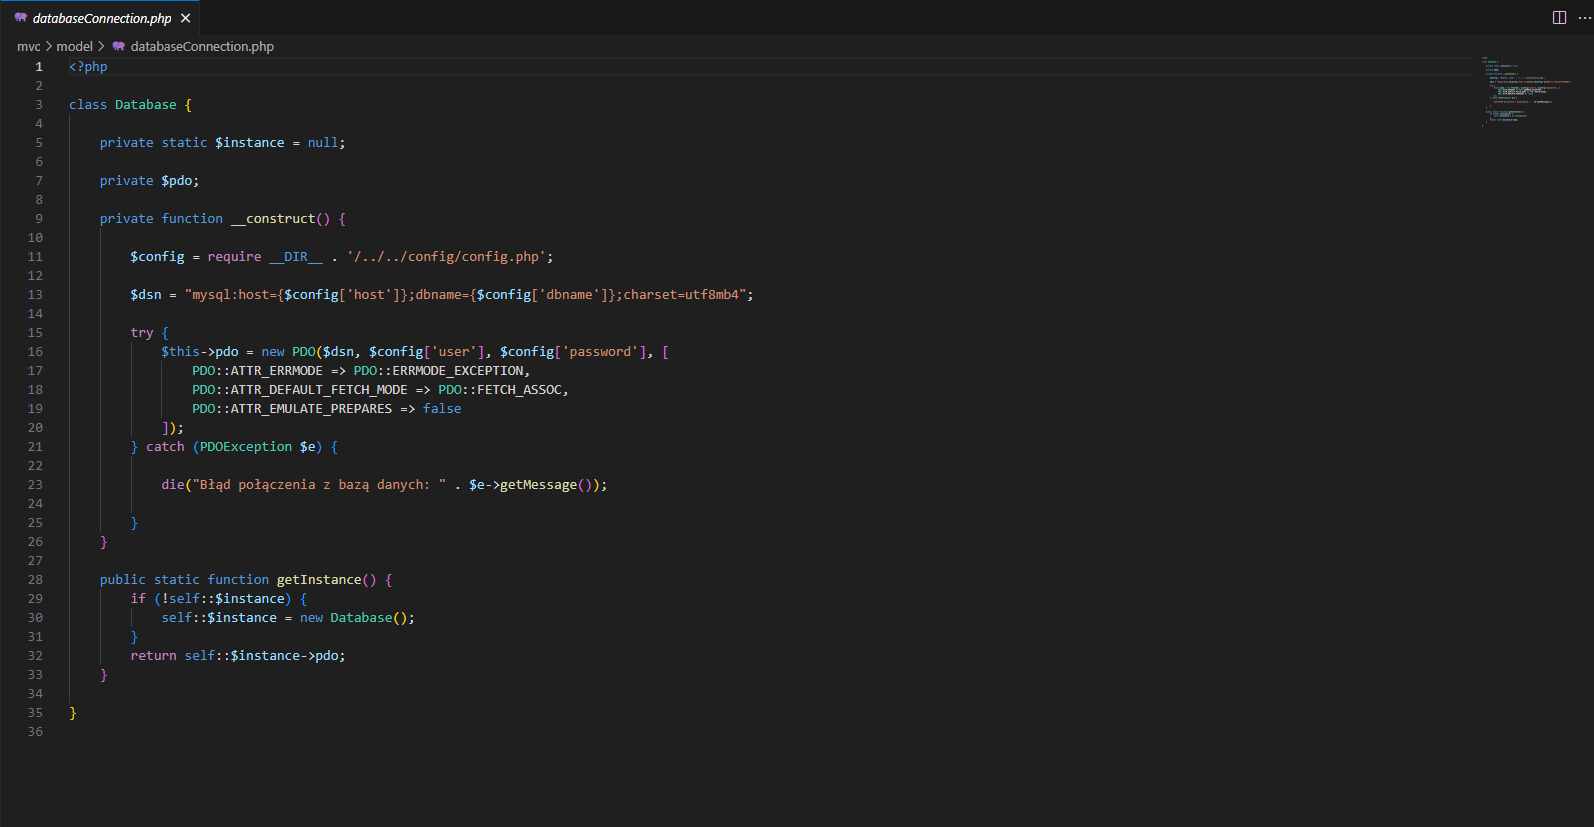 databaseConnection.php
mvc > model > databaseConnection.php
1 <?php
2
3 class Database {
4
5     private static $instance = null;
6
7     private $pdo;
8
9     private function __construct() {
10
11         $config = require __DIR__ . '/../../config/config.php';
12
13         $dsn = "mysql:host={$config['host']};dbname={$config['dbname']};charset=utf8mb4";
14
15         try {
16             $this->pdo = new PDO($dsn, $config['user'], $config['password'], [
17                 PDO::ATTR_ERRMODE => PDO::ERRMODE_EXCEPTION,
18                 PDO::ATTR_DEFAULT_FETCH_MODE => PDO::FETCH_ASSOC,
19                 PDO::ATTR_EMULATE_PREPARES => false
20             ]);
21         } catch (PDOException $e) {
22
23             die("Błąd połączenia z bazą danych: " . $e->getMessage());
24
25         }
26     }
27
28     public static function getInstance() {
29         if (!self::$instance) {
30             self::$instance = new Database();
31         }
32         return self::$instance->pdo;
33     }
34
35 }
36